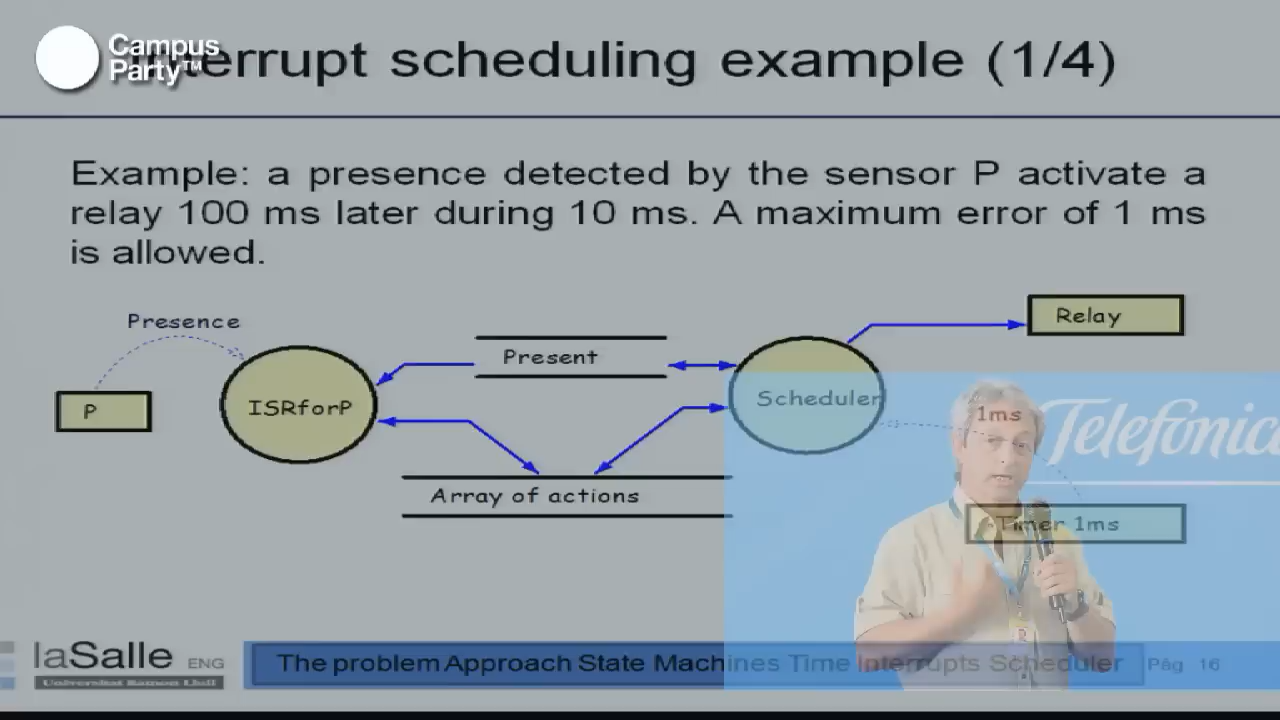 Campus
Party™
Interrupt scheduling example (1/4)
Example: a presence detected by the sensor P activate a
relay 100 ms later during 10 ms. A maximum error of 1 ms
is allowed.
Presence
Relay
Present
P
ISRforP
Scheduler
1ms
Telefónica
Array of actions
Timer 1ms
laSalle ENG
Universitat Ramon Llull
The problem Approach State Machines Time Interrupts Scheduler
Pág 16